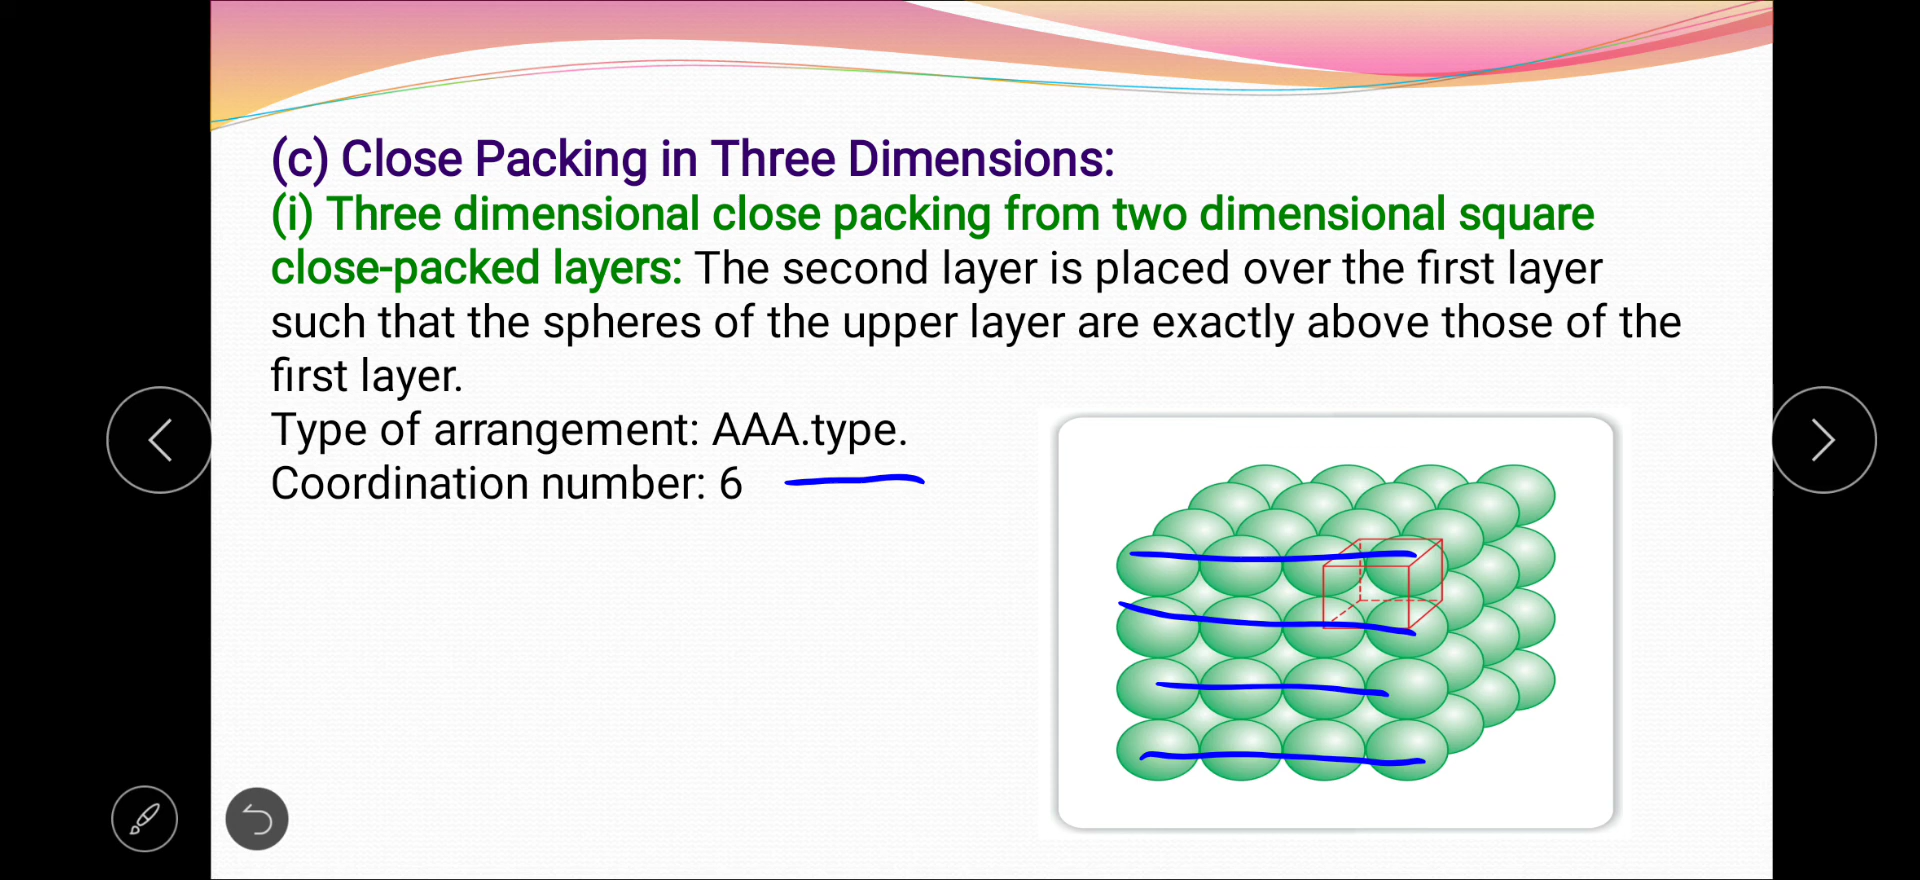 (c) Close Packing in Three Dimensions:
(i) Three dimensional close packing from two dimensional square
close-packed layers: The second layer is placed over the first layer
such that the spheres of the upper layer are exactly above those of the
first layer.
Type of arrangement: AAA.type.
Coordination number: 6